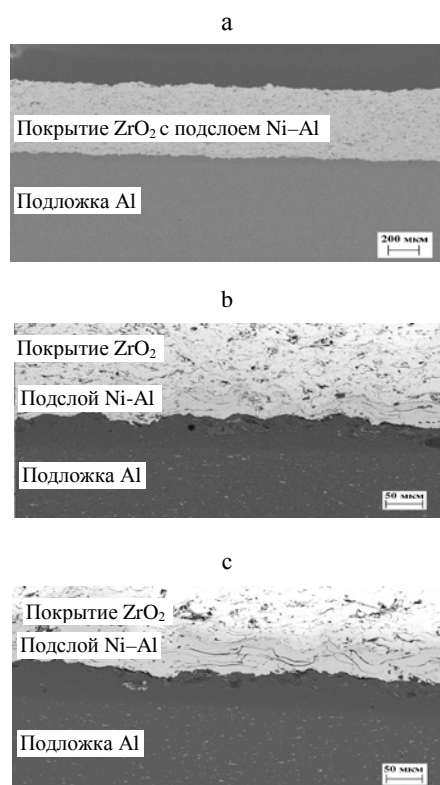 a
Покрытие ZrO₂ с подслоем Ni–Al
Подложка Al
200 мкм
b
Покрытие ZrO₂
Подслой Ni-Al
Подложка Al
50 мкм
c
Покрытие ZrO₂
Подслой Ni–Al
Подложка Al
50 мкм